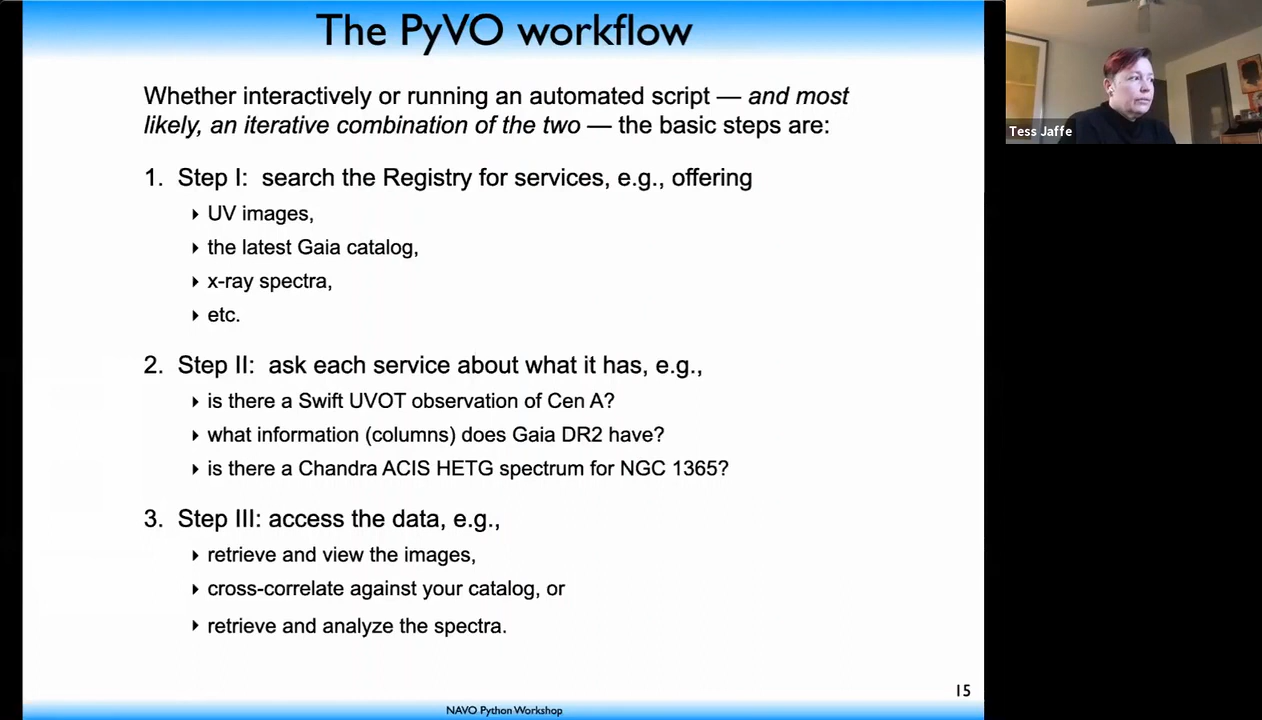 The PyVO workflow
Whether interactively or running an automated script — and most
likely, an iterative combination of the two — the basic steps are:
1. Step I: search the Registry for services, e.g., offering
UV images,
the latest Gaia catalog,
x-ray spectra,
etc.
2. Step II: ask each service about what it has, e.g.,
is there a Swift UVOT observation of Cen A?
what information (columns) does Gaia DR2 have?
is there a Chandra ACIS HETG spectrum for NGC 1365?
3. Step III: access the data, e.g.,
retrieve and view the images,
cross-correlate against your catalog, or
retrieve and analyze the spectra.
15
NAVO Python Workshop
Tess Jaffe